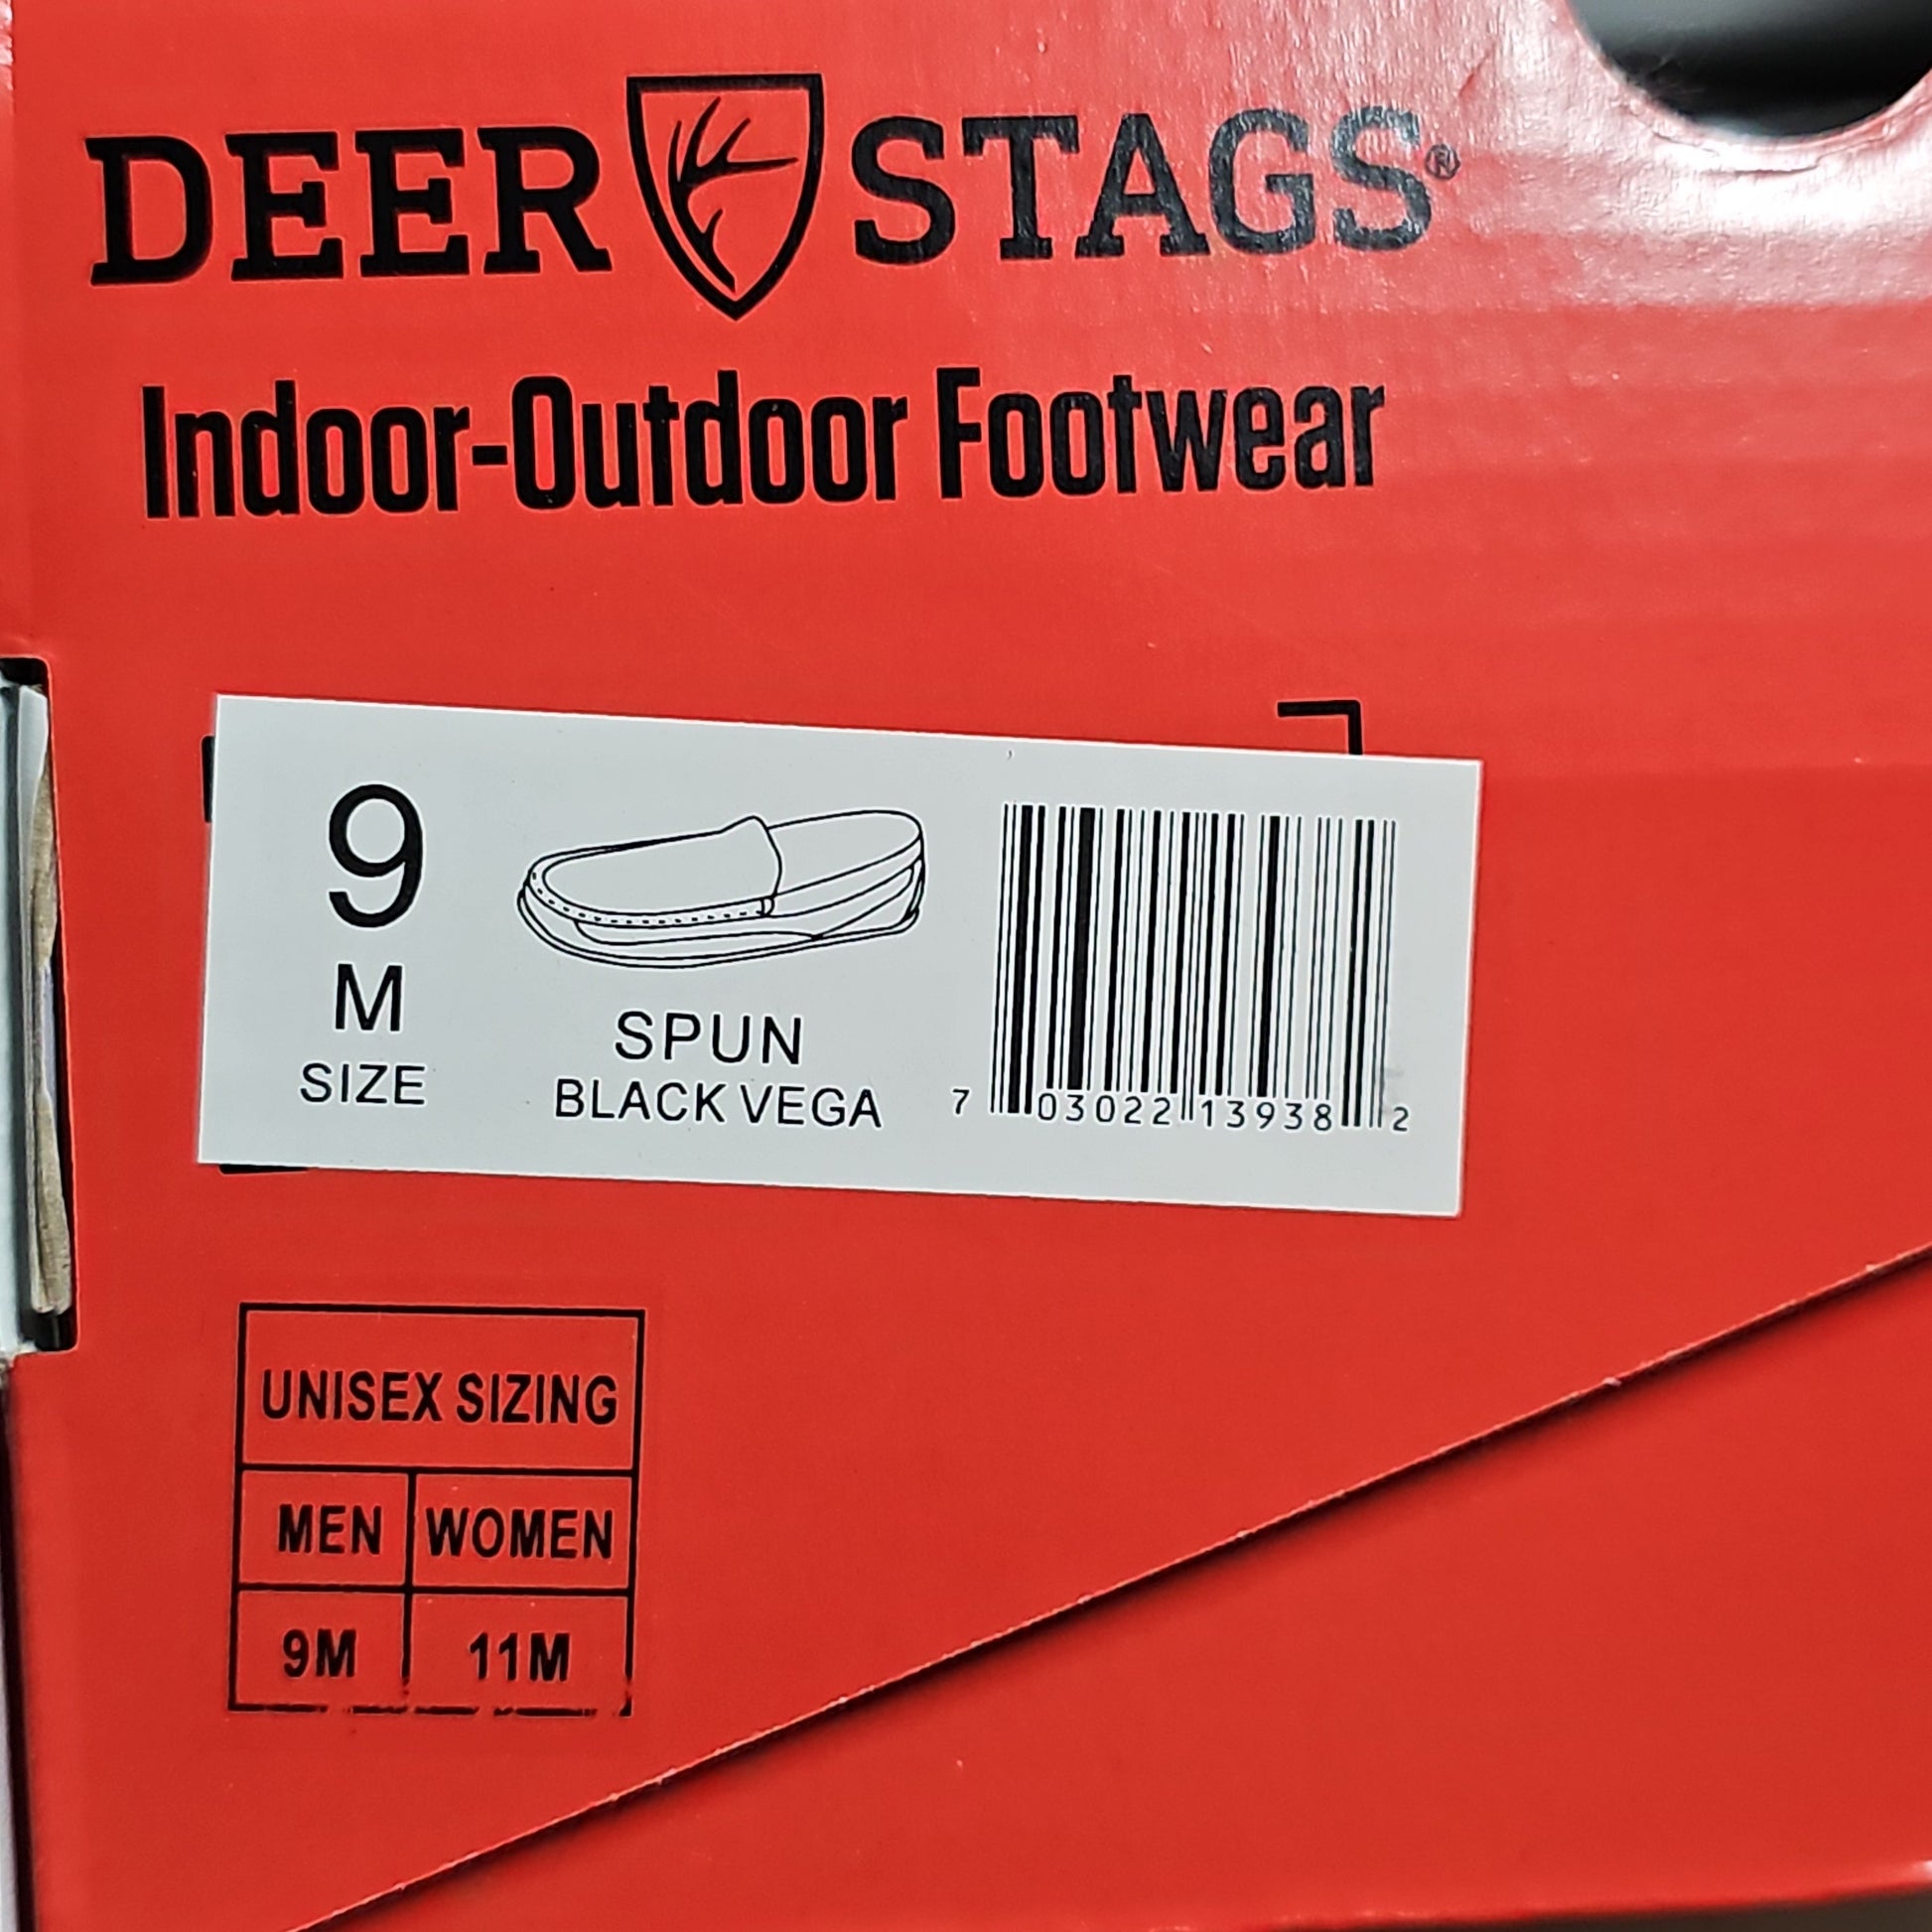 DEER STAGS®
Indoor-Outdoor Footwear
9
M
SIZE
SPUN
BLACK VEGA
7 03022 13938 2
UNISEX SIZING
MEN WOMEN
9M 11M